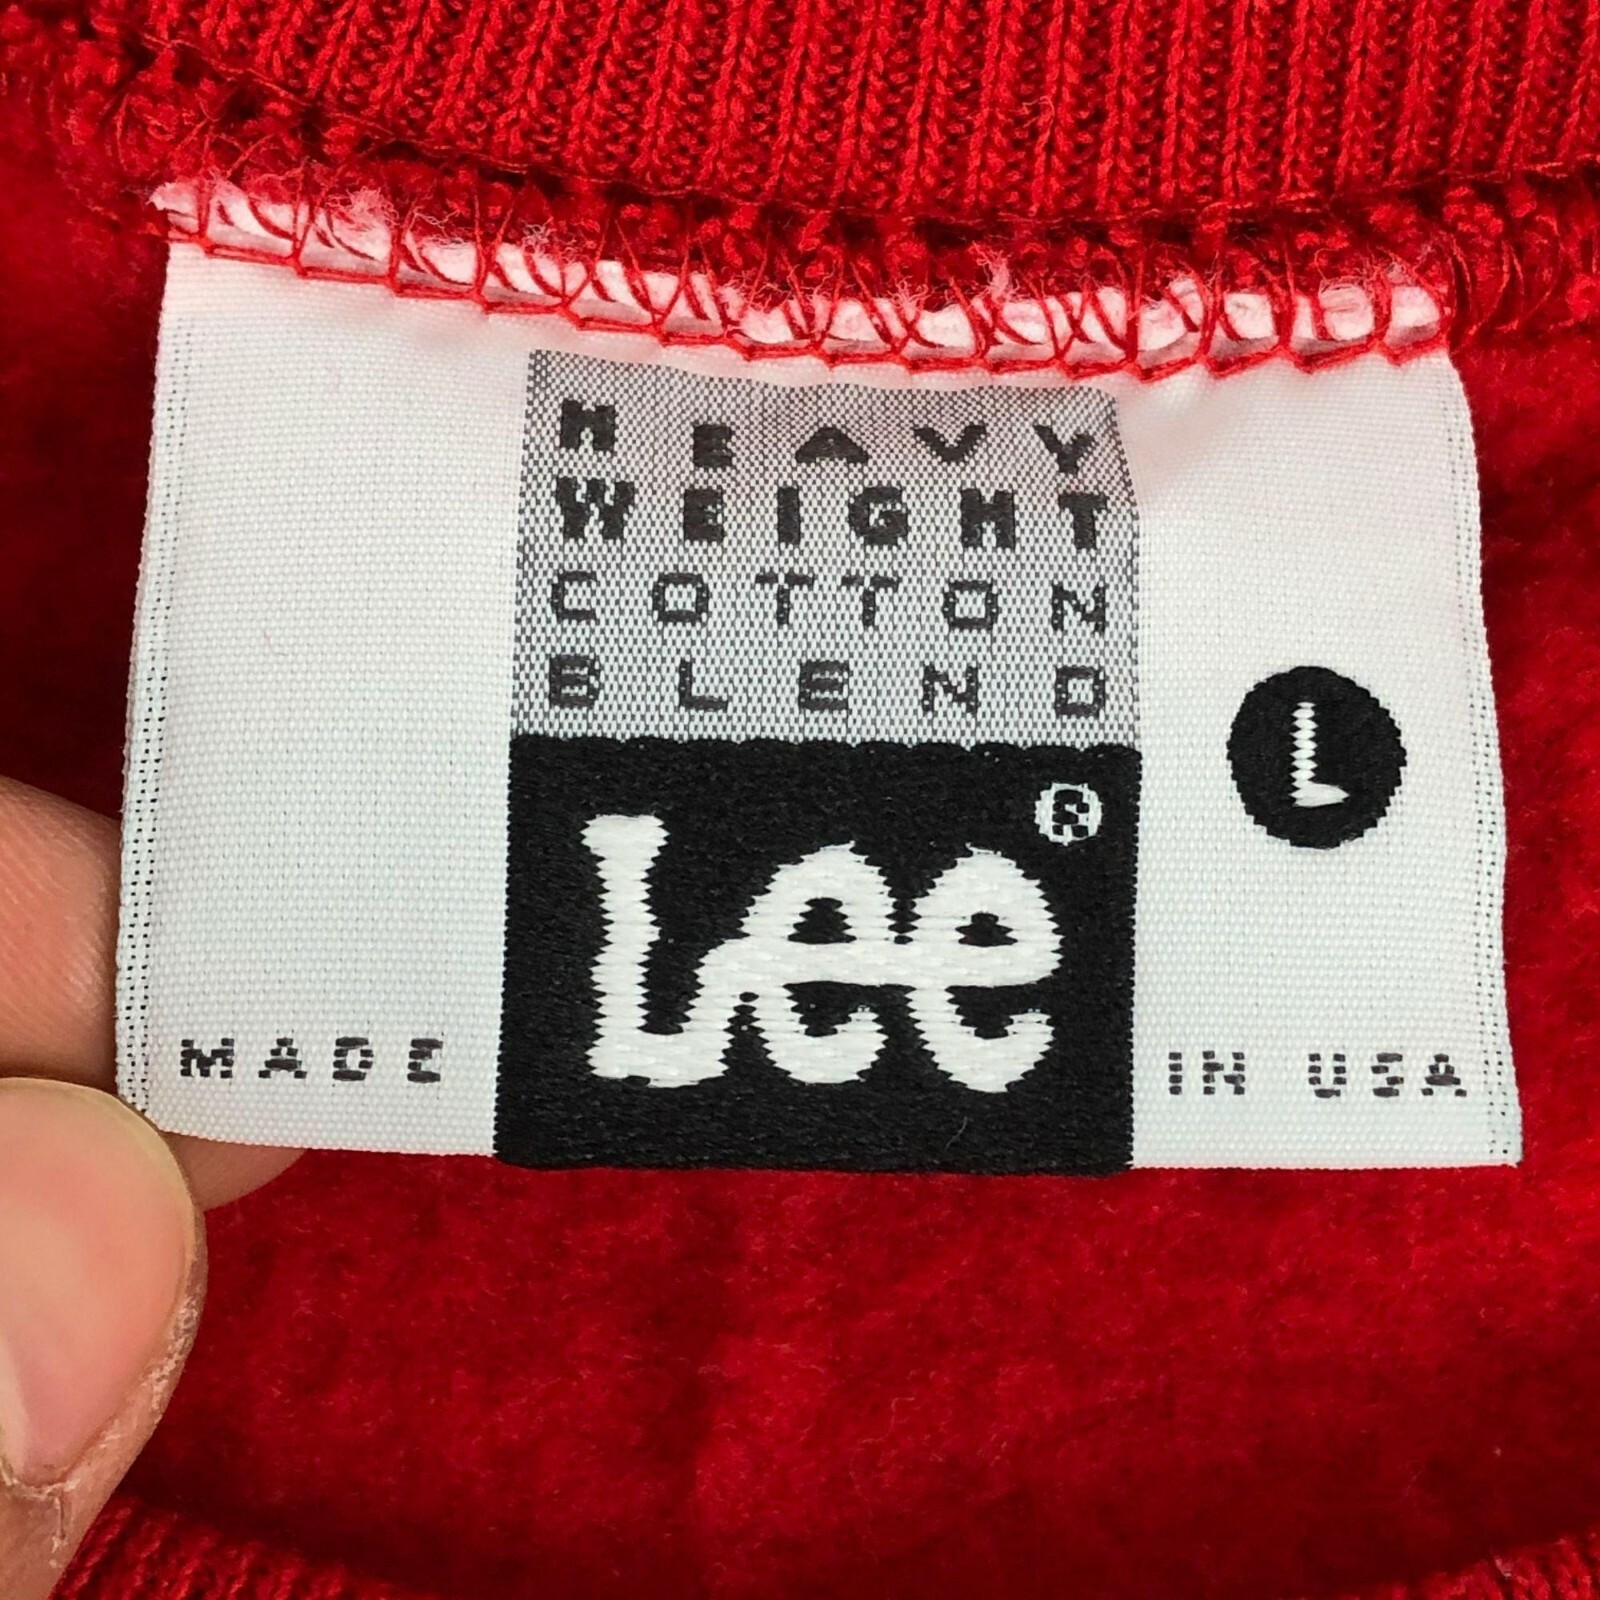 HEAVY
WEIGHT
COTTON
BLEND
L
Lee®
MADE IN USA